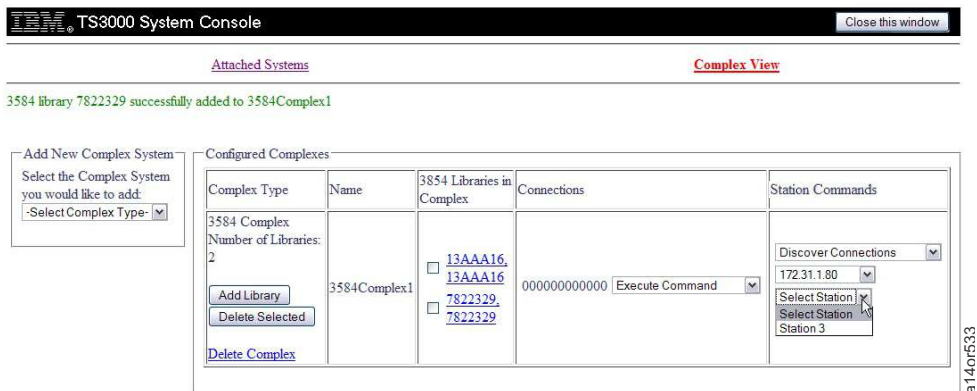 IBM® TS3000 System Console
Close this window
Attached Systems
Complex View
3584 library 7822329 successfully added to 3584Complex1
Add New Complex System
Select the Complex System
you would like to add:
-Select Complex Type-
Configured Complexes
Complex Type
Name
3854 Libraries in
Complex
Connections
Station Commands
3584 Complex
Number of Libraries:
2
Add Library
Delete Selected
Delete Complex
3584Complex1
13AAA16,
13AAA16
7822329,
7822329
000000000000 Execute Command
Discover Connections
172.31.1.80
Select Station
Select Station
Station 3
a14or533